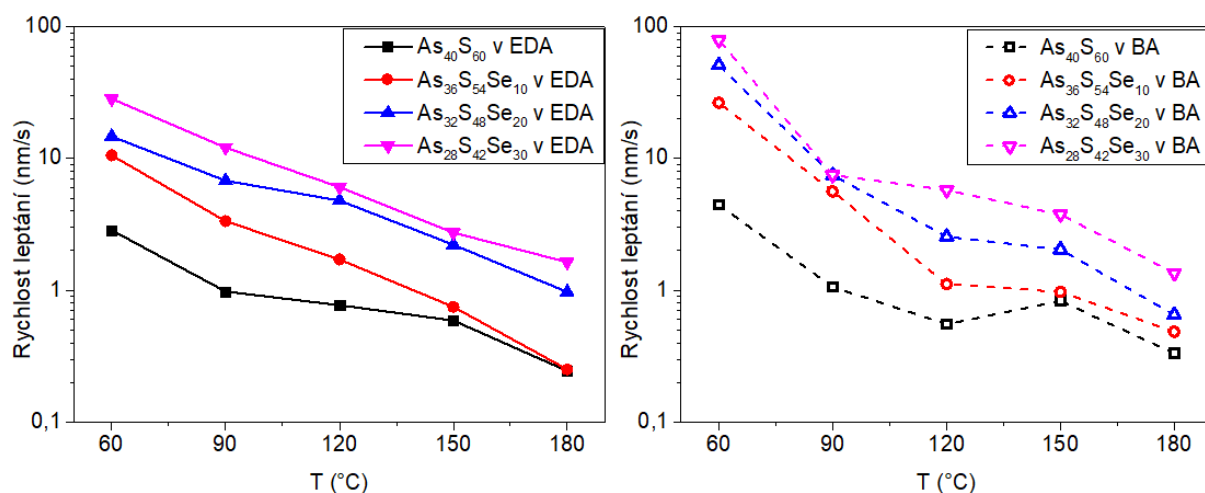 100
10
1
0,1
Rychlost leptání (nm/s)
As40S60 v EDA
As36S54Se10 v EDA
As32S48Se20 v EDA
As28S42Se30 v EDA
60 90 120 150 180
T (°C)
100
10
1
0,1
Rychlost leptání (nm/s)
As40S60 v BA
As36S54Se10 v BA
As32S48Se20 v BA
As28S42Se30 v BA
60 90 120 150 180
T (°C)